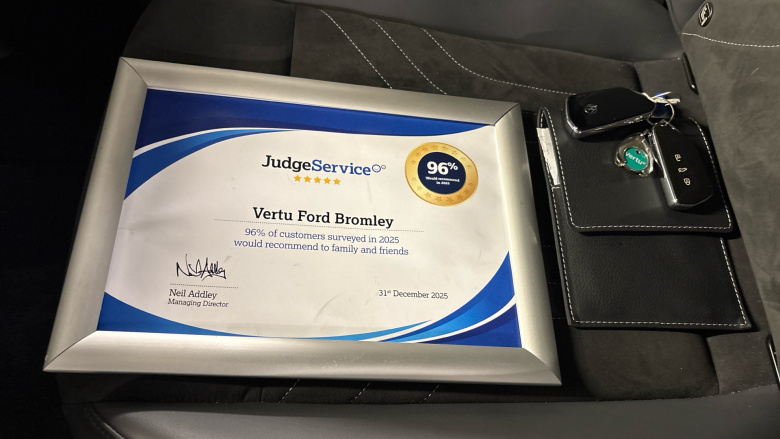 JudgeService
96%
Would recommend
in 2025
Vertu Ford Bromley
96% of customers surveyed in 2025
would recommend to family and friends
Neil Addley
Managing Director
31st December 2025
vertu